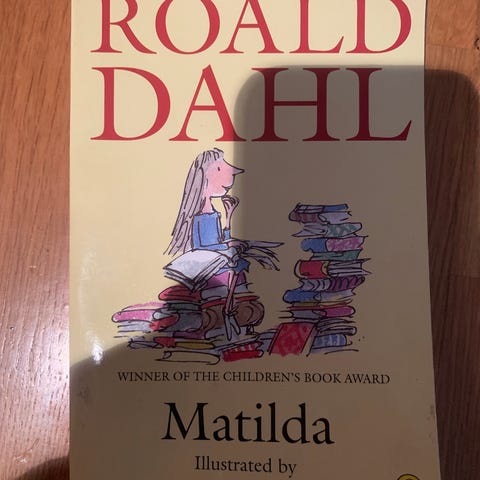 ROALD
DAHL
WINNER OF THE CHILDREN'S BOOK AWARD
Matilda
Illustrated by